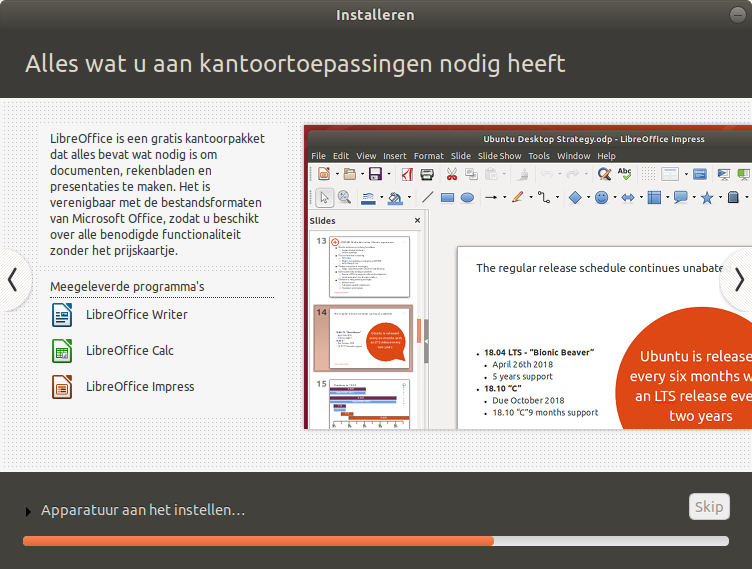 Installeren
Alles wat u aan kantoortoepassingen nodig heeft
LibreOffice is een gratis kantoorpakket
dat alles bevat wat nodig is om
documenten, rekenbladen en
presentaties te maken. Het is
verenigbaar met de bestandsformaten
van Microsoft Office, zodat u beschikt
over alle benodigde functionaliteit
zonder het prijskaartje.
Meegeleverde programma's
LibreOffice Writer
LibreOffice Calc
LibreOffice Impress
Ubuntu Desktop Strategy.odp - LibreOffice Impress
File Edit View Insert Format Slide Slide Show Tools Window Help
Abc
Slides
13
14
15
The regular release schedule continues unabate
18.04 LTS - "Bionic Beaver"
April 26th 2018
5 years support
18.10 "C"
Due October 2018
18.10 "C"9 months support
Ubuntu is release
every six months w
an LTS release eve
two years
Apparatuur aan het instellen…
Skip